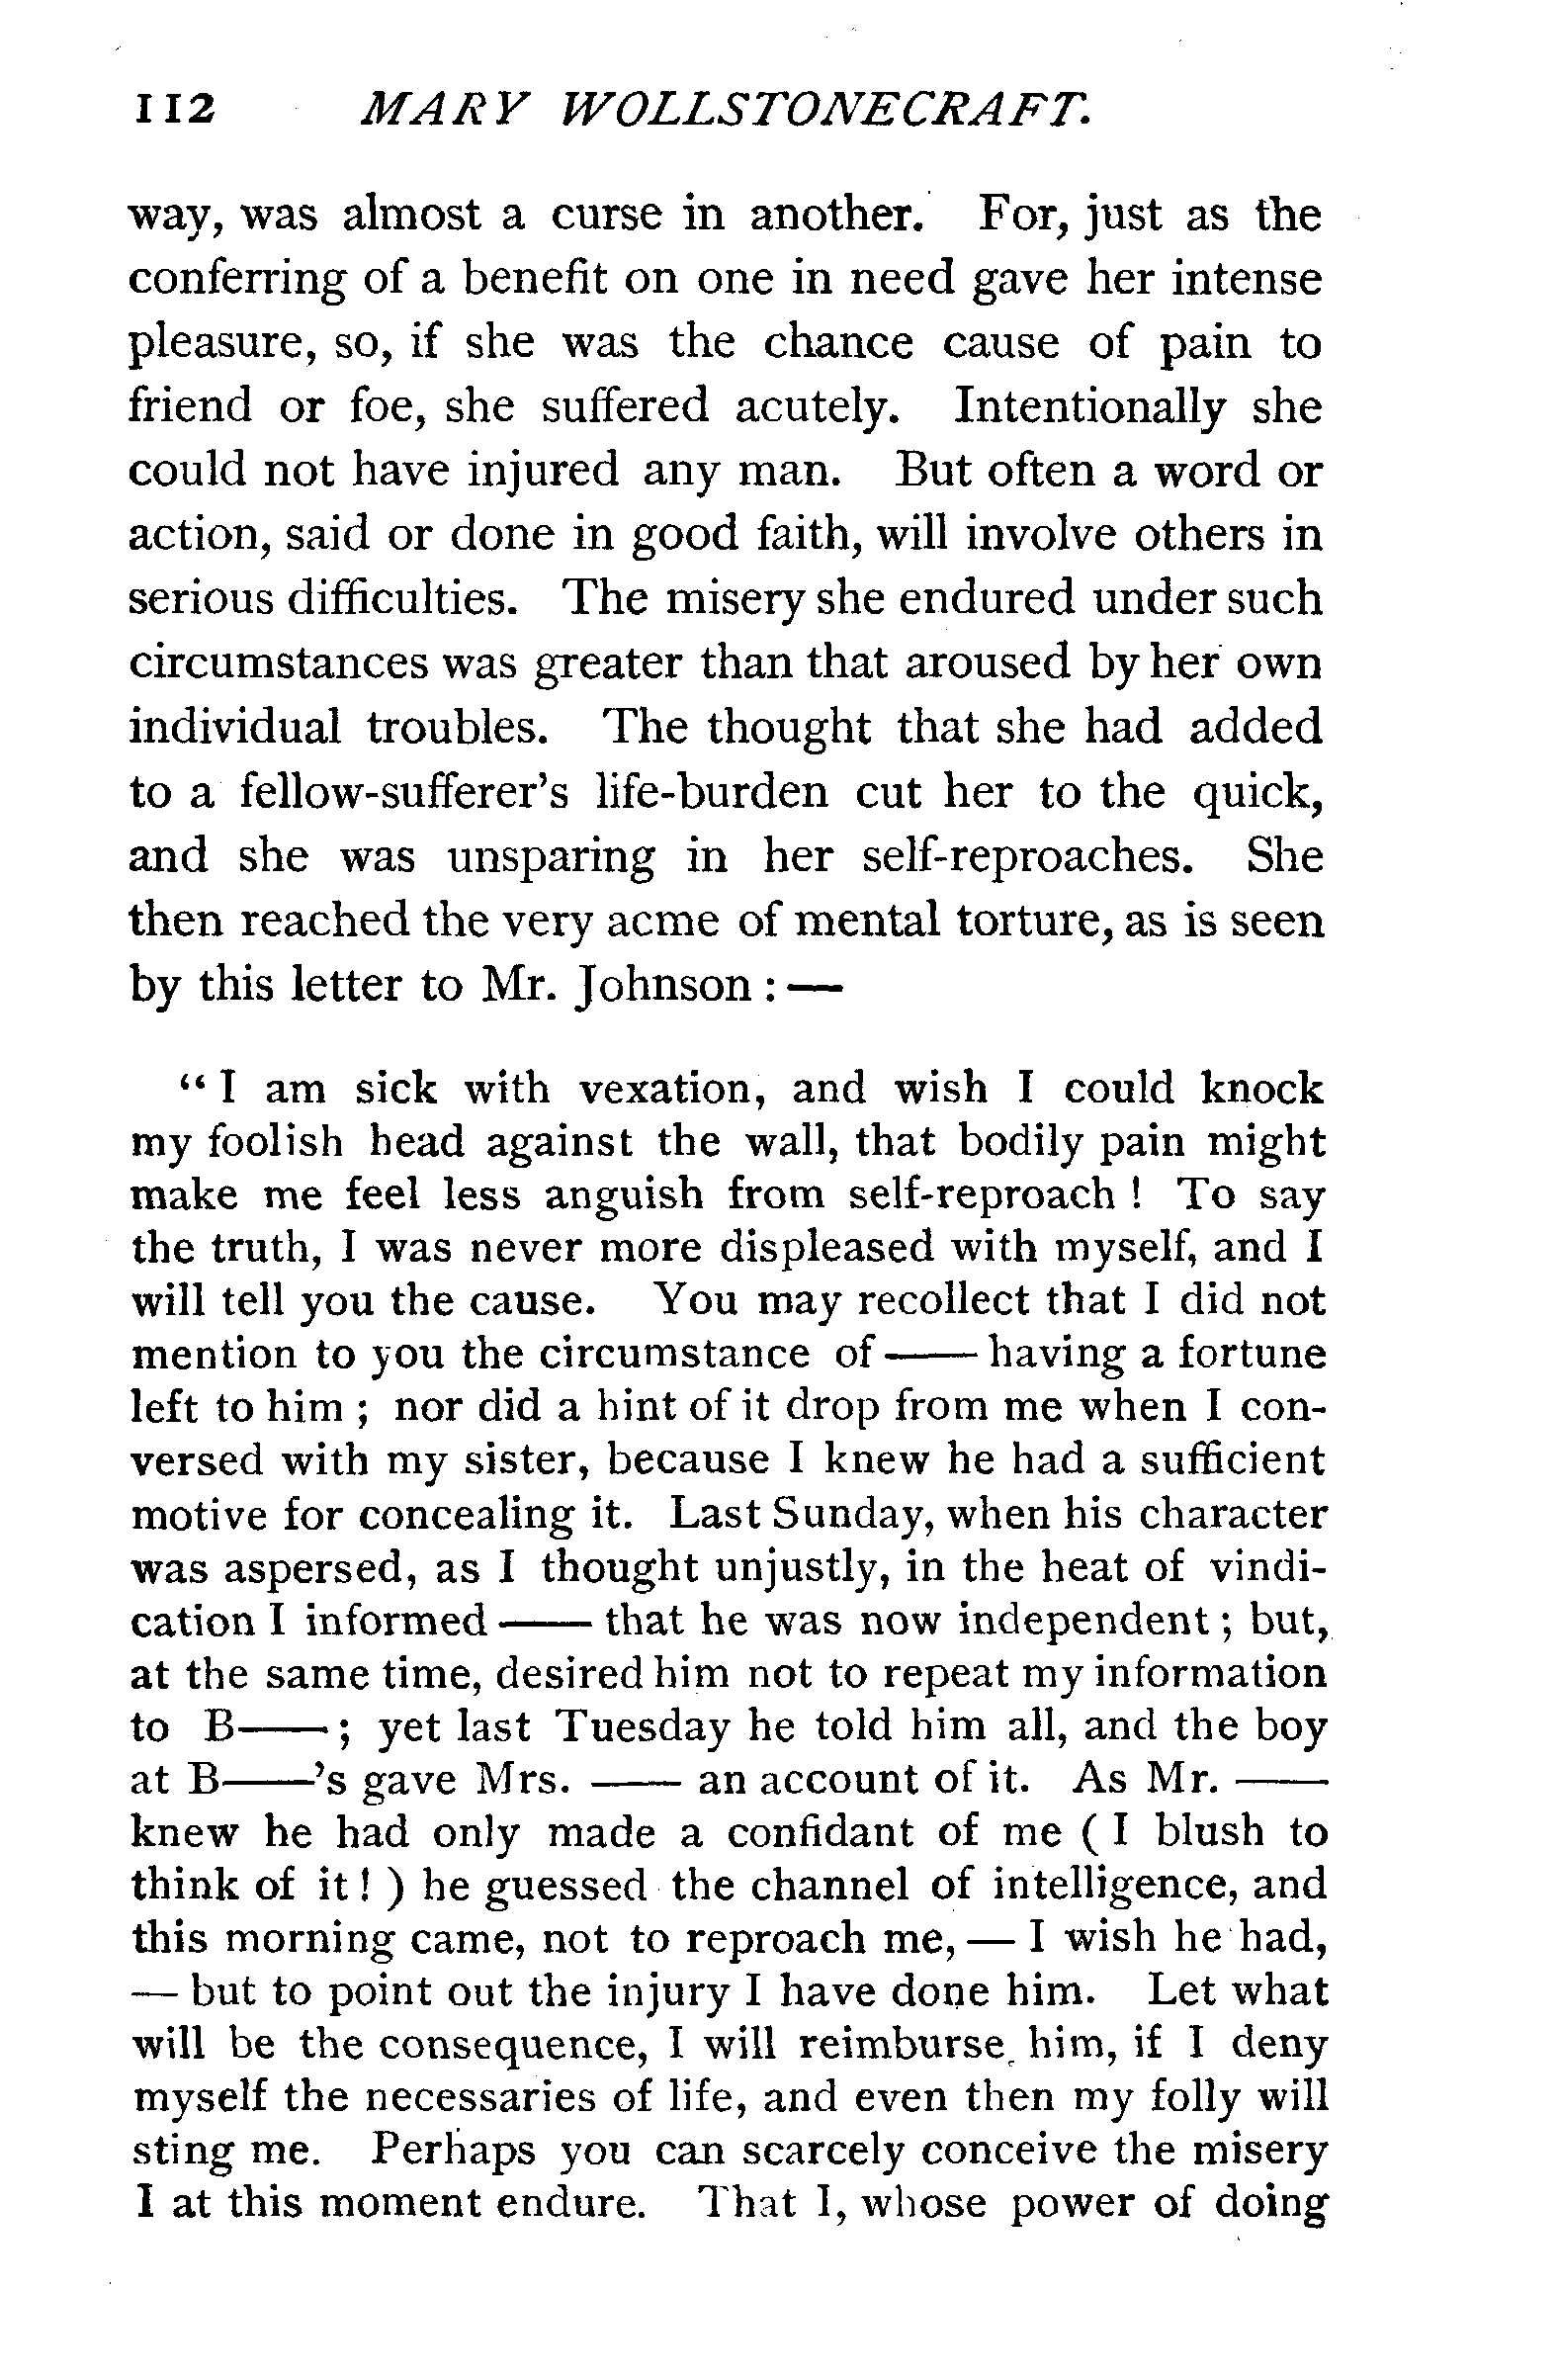 112 MARY WOLLSTONECRAFT.
way, was almost a curse in another. For, just as the
conferring of a benefit on one in need gave her intense
pleasure, so, if she was the chance cause of pain to
friend or foe, she suffered acutely. Intentionally she
could not have injured any man. But often a word or
action, said or done in good faith, will involve others in
serious difficulties. The misery she endured under such
circumstances was greater than that aroused by her own
individual troubles. The thought that she had added
to a fellow-sufferer's life-burden cut her to the quick,
and she was unsparing in her self-reproaches. She
then reached the very acme of mental torture, as is seen
by this letter to Mr. Johnson : —
“ I am sick with vexation, and wish I could knock
my foolish head against the wall, that bodily pain might
make me feel less anguish from self-reproach ! To say
the truth, I was never more displeased with myself, and I
will tell you the cause. You may recollect that I did not
mention to you the circumstance of —— having a fortune
left to him ; nor did a hint of it drop from me when I con-
versed with my sister, because I knew he had a sufficient
motive for concealing it. Last Sunday, when his character
was aspersed, as I thought unjustly, in the heat of vindi-
cation I informed —— that he was now independent ; but,
at the same time, desired him not to repeat my information
to B—— ; yet last Tuesday he told him all, and the boy
at B——'s gave Mrs. —— an account of it. As Mr. ——
knew he had only made a confidant of me ( I blush to
think of it ! ) he guessed the channel of intelligence, and
this morning came, not to reproach me, — I wish he had,
— but to point out the injury I have done him. Let what
will be the consequence, I will reimburse him, if I deny
myself the necessaries of life, and even then my folly will
sting me. Perhaps you can scarcely conceive the misery
I at this moment endure. That I, whose power of doing